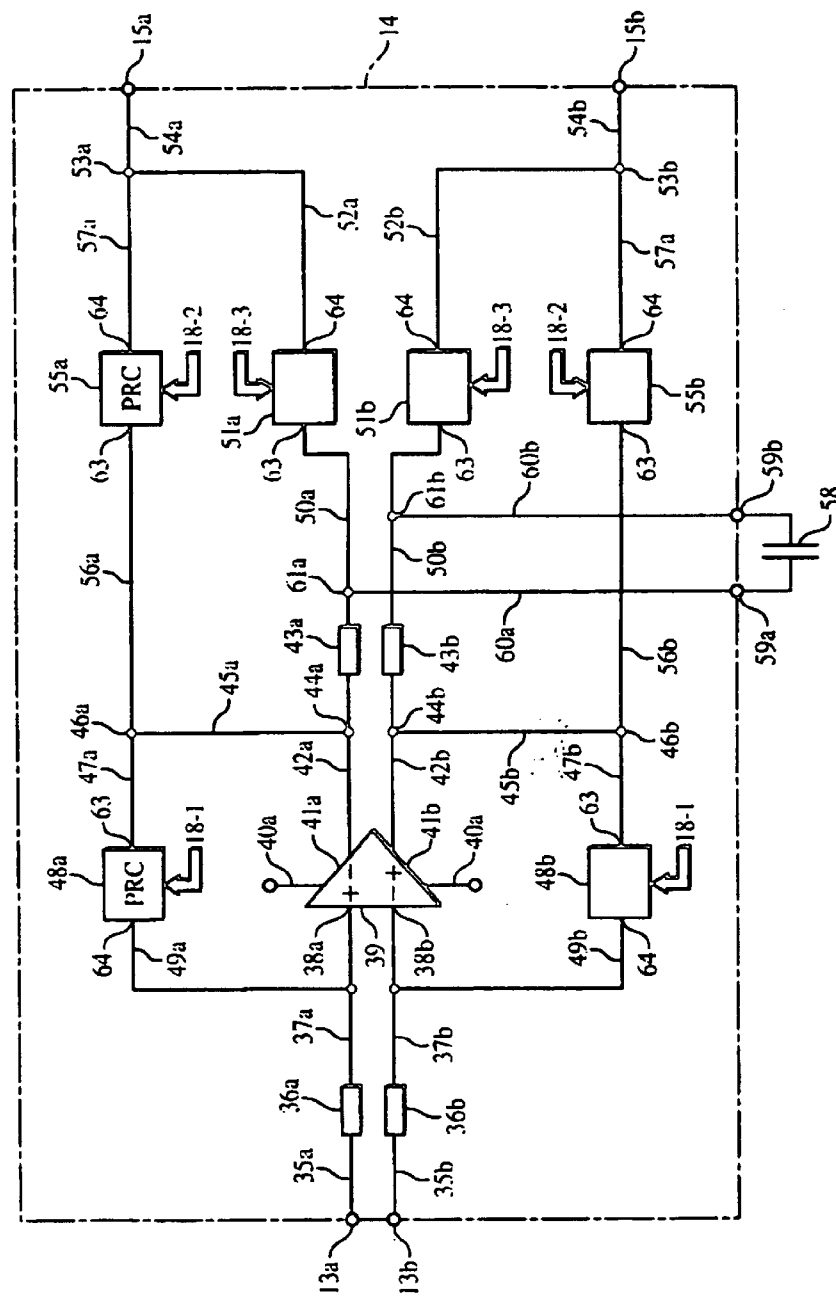 48a
63
47a
46a
56a
63
55a
64
57a
53a
15a
PRC
PRC
54a
14
64
49a
18-1
45a
18-2
18-3
52a
40a
41a
42a
44a
43a
61a
50a
51a
63
64
13a
35a
36a
37a
38a
+
−
39
−
+
13b
35b
36b
37b
38b
41b
42b
44b
43b
50b
61b
51b
63
64
52b
40a
45b
60a
60b
18-3
18-2
49b
64
48b
63
47b
46b
56b
63
55b
64
57a
53b
54b
15b
18-1
59a
59b
58